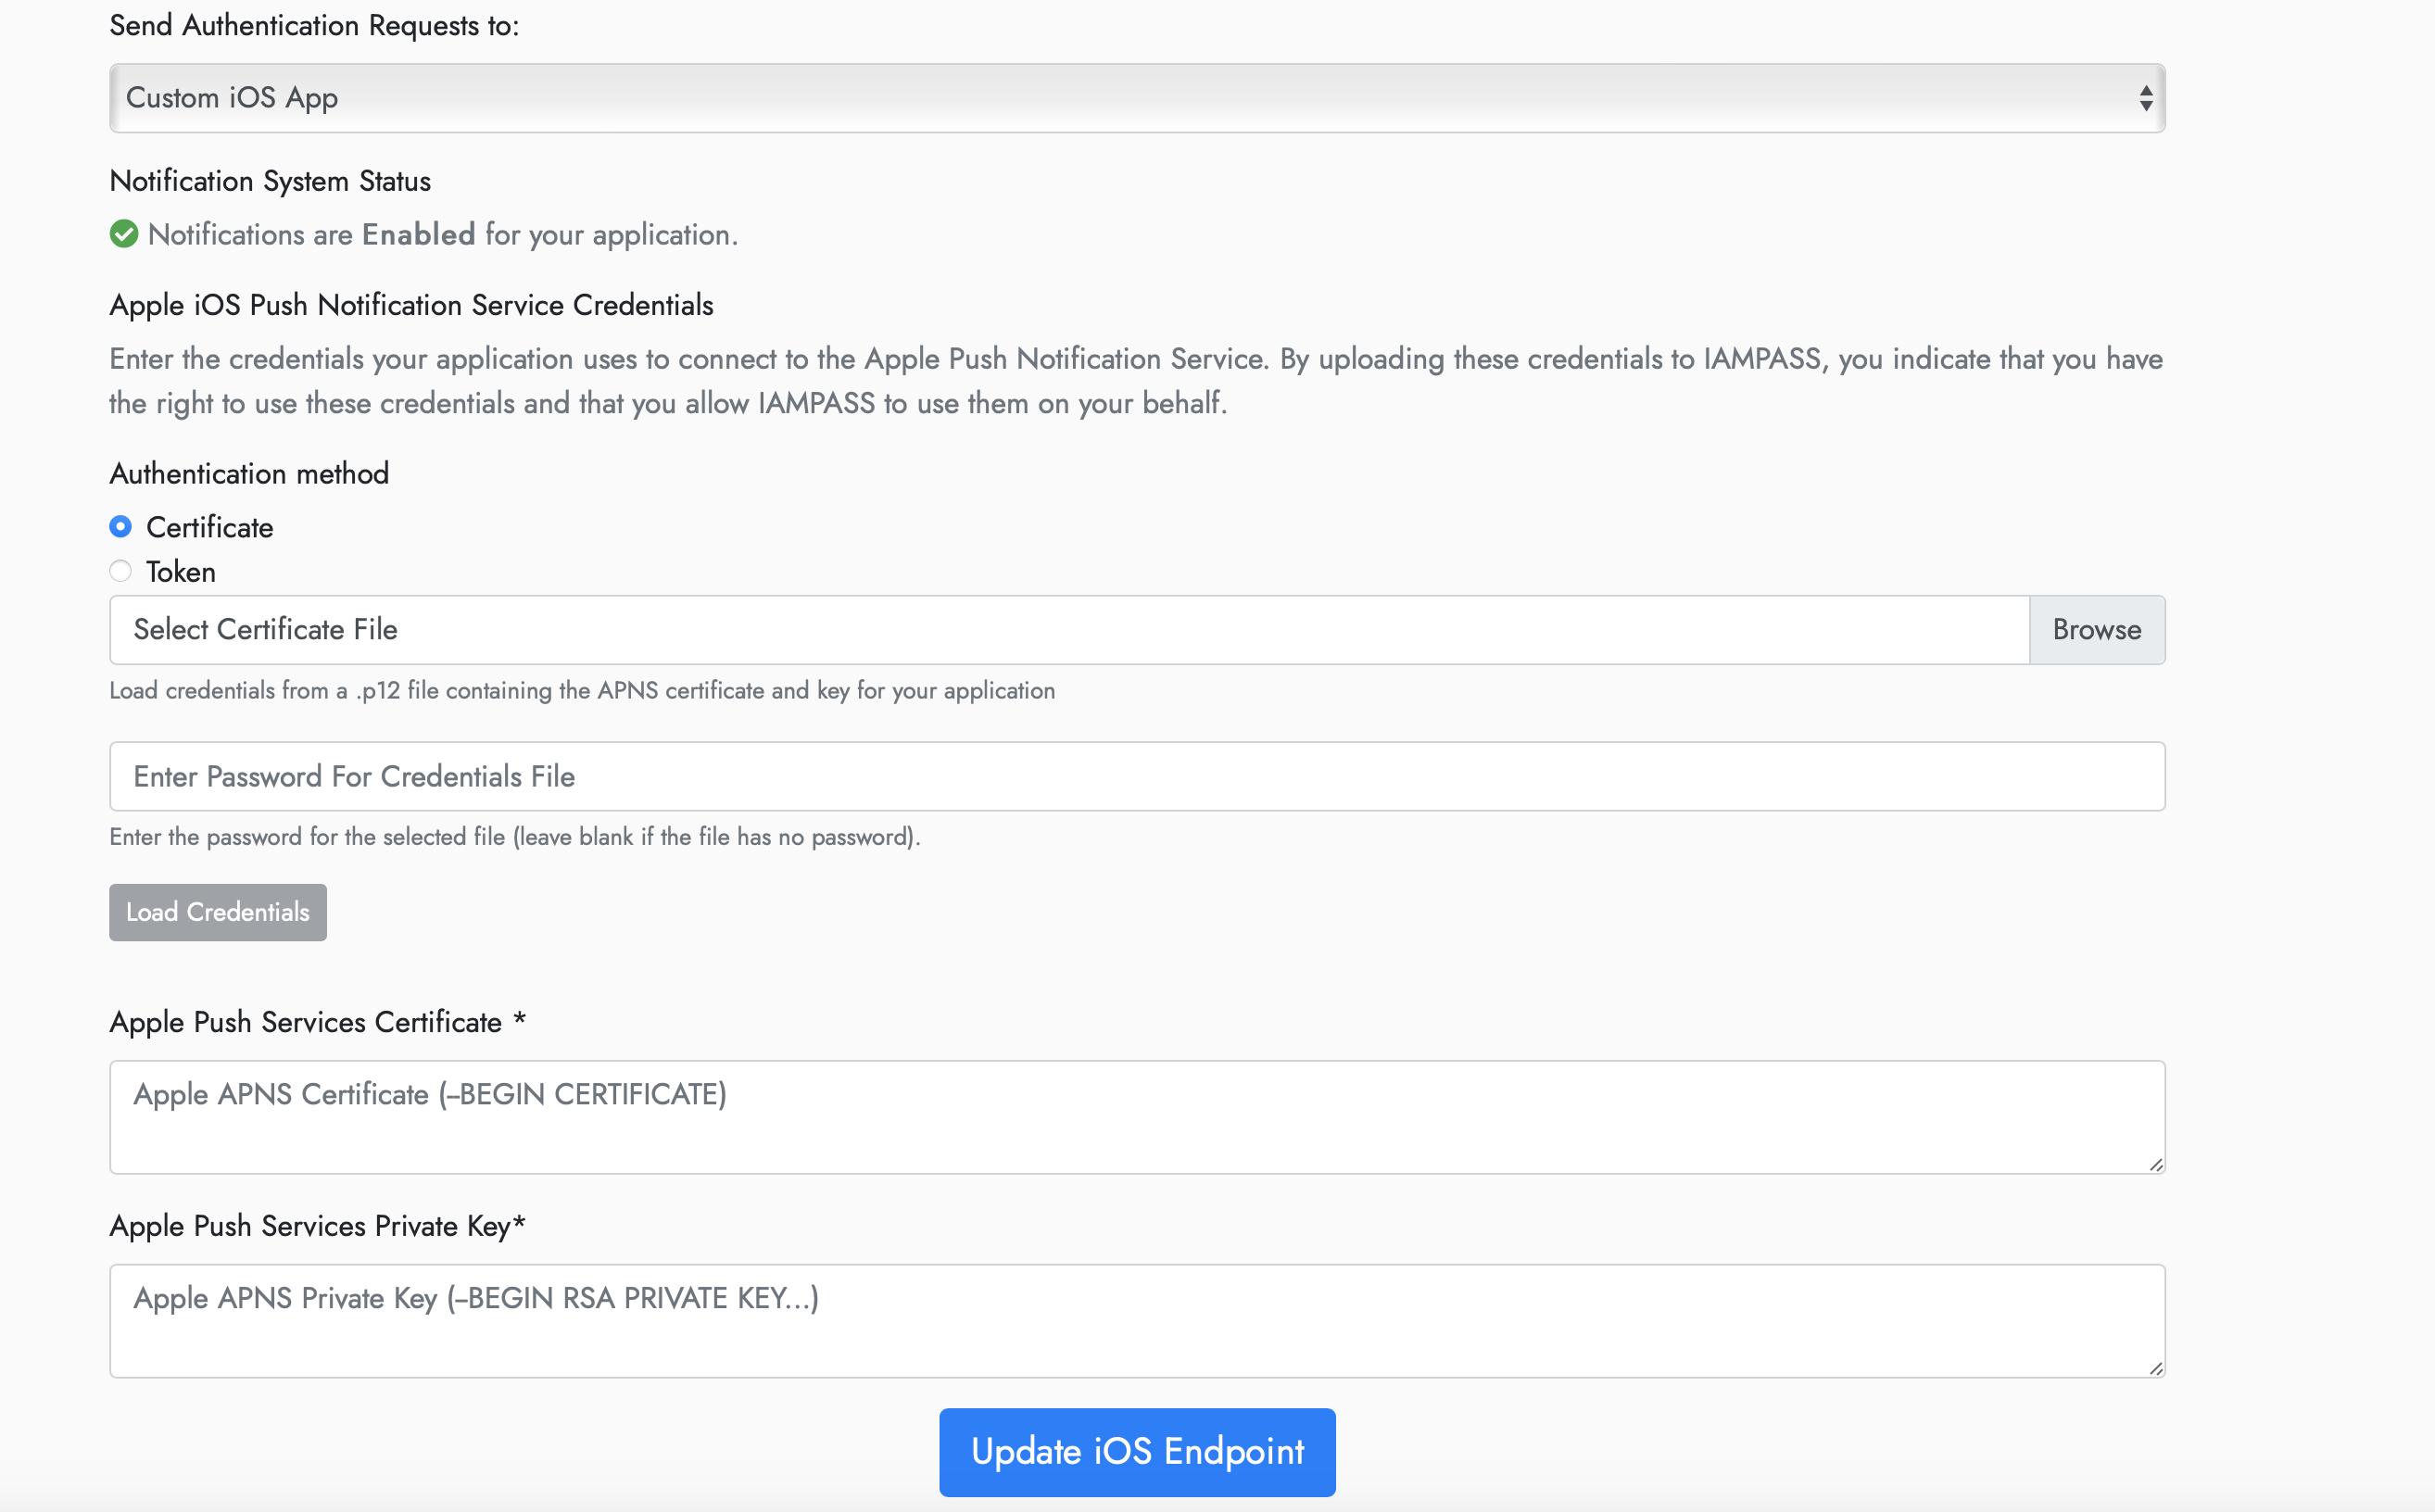 Send Authentication Requests to:
Custom iOS App
Notification System Status
Notifications are Enabled for your application.
Apple iOS Push Notification Service Credentials
Enter the credentials your application uses to connect to the Apple Push Notification Service. By uploading these credentials to IAMPASS, you indicate that you have
the right to use these credentials and that you allow IAMPASS to use them on your behalf.
Authentication method
Certificate
Token
Select Certificate File
Browse
Load credentials from a .p12 file containing the APNS certificate and key for your application
Enter Password For Credentials File
Enter the password for the selected file (leave blank if the file has no password).
Load Credentials
Apple Push Services Certificate *
Apple APNS Certificate (--BEGIN CERTIFICATE)
Apple Push Services Private Key*
Apple APNS Private Key (--BEGIN RSA PRIVATE KEY...)
Update iOS Endpoint